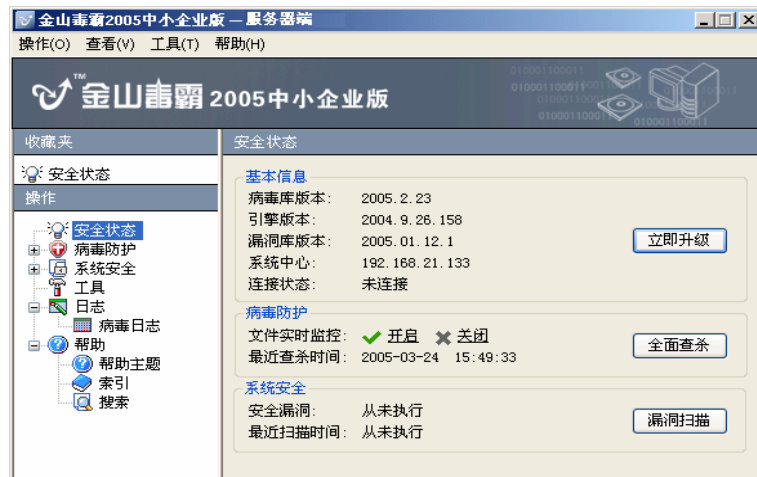 金山毒霸2005中小企业版 — 服务器端
操作(O) 查看(V) 工具(T) 帮助(H)
金山毒霸 2005中小企业版
TM
收藏夹
安全状态
操作
安全状态
病毒防护
系统安全
工具
日志
病毒日志
帮助
帮助主题
索引
搜索
安全状态
基本信息
病毒库版本: 2005.2.23
引擎版本: 2004.9.26.158
漏洞库版本: 2005.01.12.1
系统中心: 192.168.21.133
连接状态: 未连接
立即升级
病毒防护
文件实时监控: 开启 关闭
最近查杀时间: 2005-03-24 15:49:33
全面查杀
系统安全
安全漏洞: 从未执行
最近扫描时间: 从未执行
漏洞扫描